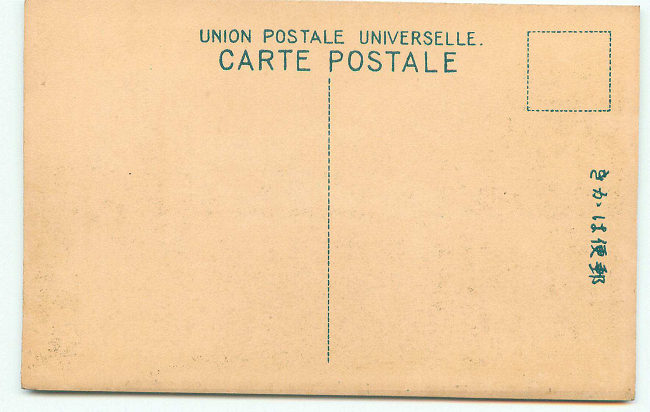 UNION POSTALE UNIVERSELLE.
CARTE POSTALE
きかは便郵